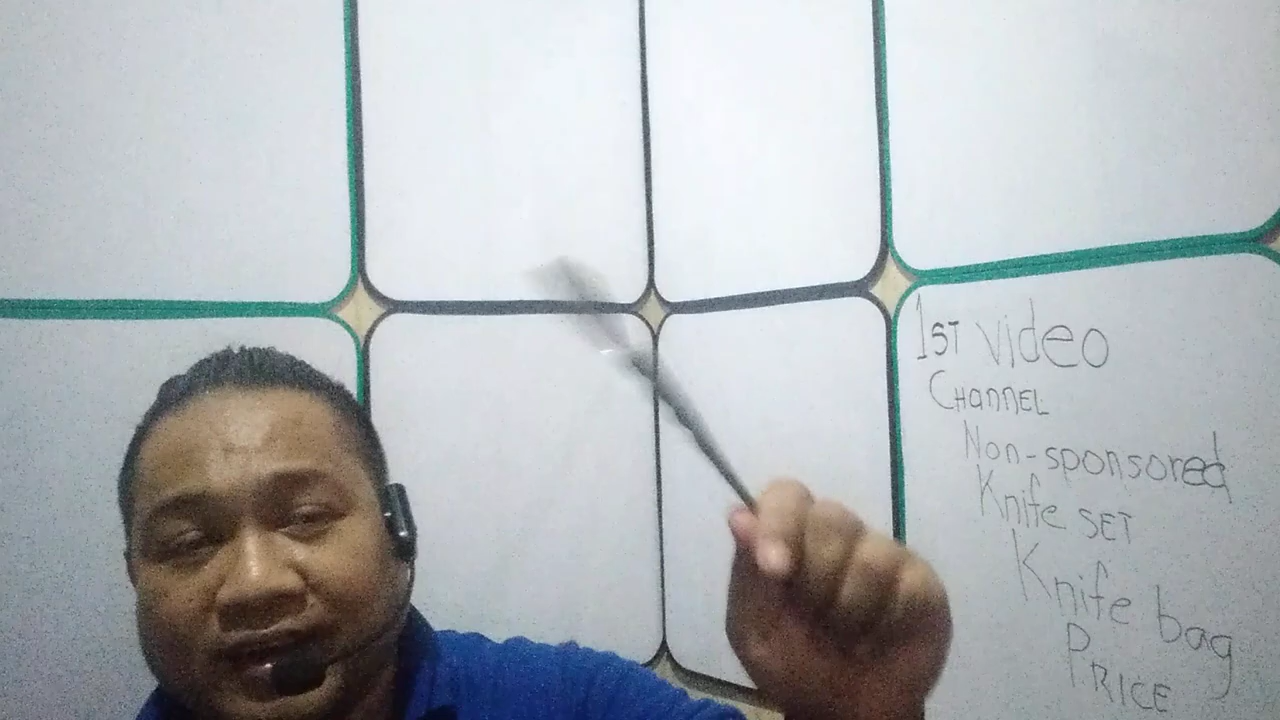 1ST Video
CHANNEL
Non-sponsored
Knife SET
Knife bag
PRICE